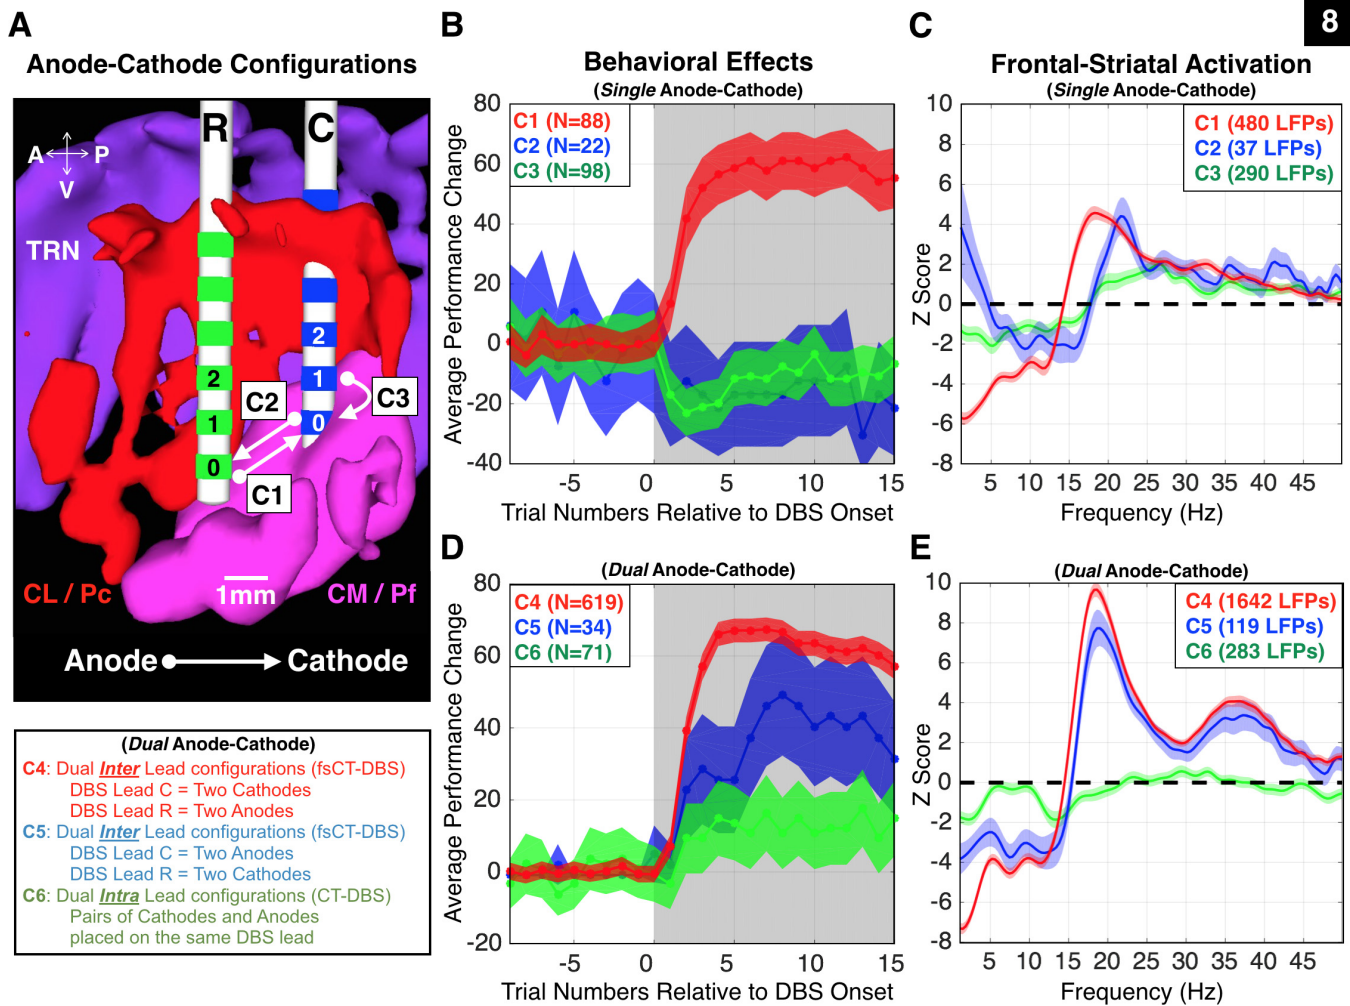 8
A
Anode-Cathode Configurations
R
C
A
P
V
TRN
2
1
0
2
1
0
C2
C3
C1
CL / Pc
1mm
CM / Pf
Anode
Cathode
(Dual Anode-Cathode)
C4: Dual Inter Lead configurations (fsCT-DBS)
DBS Lead C = Two Cathodes
DBS Lead R = Two Anodes
C5: Dual Inter Lead configurations (fsCT-DBS)
DBS Lead C = Two Anodes
DBS Lead R = Two Cathodes
C6: Dual Intra Lead configurations (CT-DBS)
Pairs of Cathodes and Anodes
placed on the same DBS lead
B
Behavioral Effects
(Single Anode-Cathode)
C1 (N=88)
C2 (N=22)
C3 (N=98)
Average Performance Change
80
60
40
20
0
-20
-40
-5
0
5
10
15
Trial Numbers Relative to DBS Onset
C
Frontal-Striatal Activation
(Single Anode-Cathode)
C1 (480 LFPs)
C2 (37 LFPs)
C3 (290 LFPs)
Z Score
10
8
6
4
2
0
-2
-4
-6
-8
5
10
15
20
25
30
35
40
45
Frequency (Hz)
D
(Dual Anode-Cathode)
C4 (N=619)
C5 (N=34)
C6 (N=71)
Average Performance Change
80
60
40
20
0
-20
-5
0
5
10
15
Trial Numbers Relative to DBS Onset
E
(Dual Anode-Cathode)
C4 (1642 LFPs)
C5 (119 LFPs)
C6 (283 LFPs)
Z Score
10
8
6
4
2
0
-2
-4
-6
-8
5
10
15
20
25
30
35
40
45
Frequency (Hz)